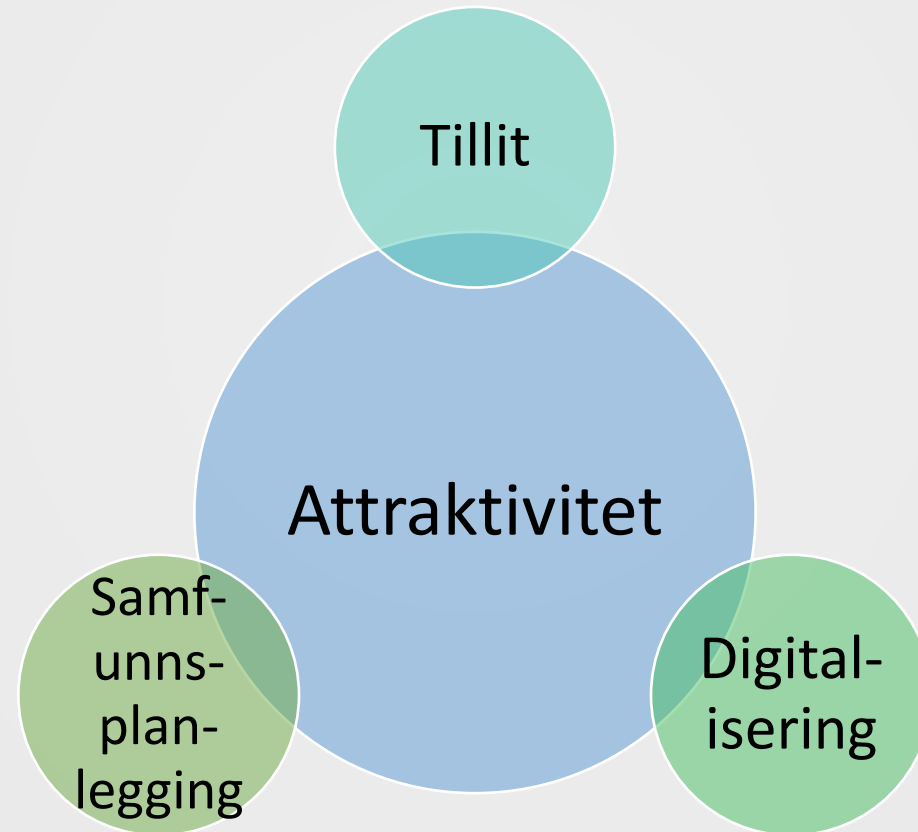 Tillit
Attraktivitet
Samf-
unns-
plan-
legging
Digital-
isering